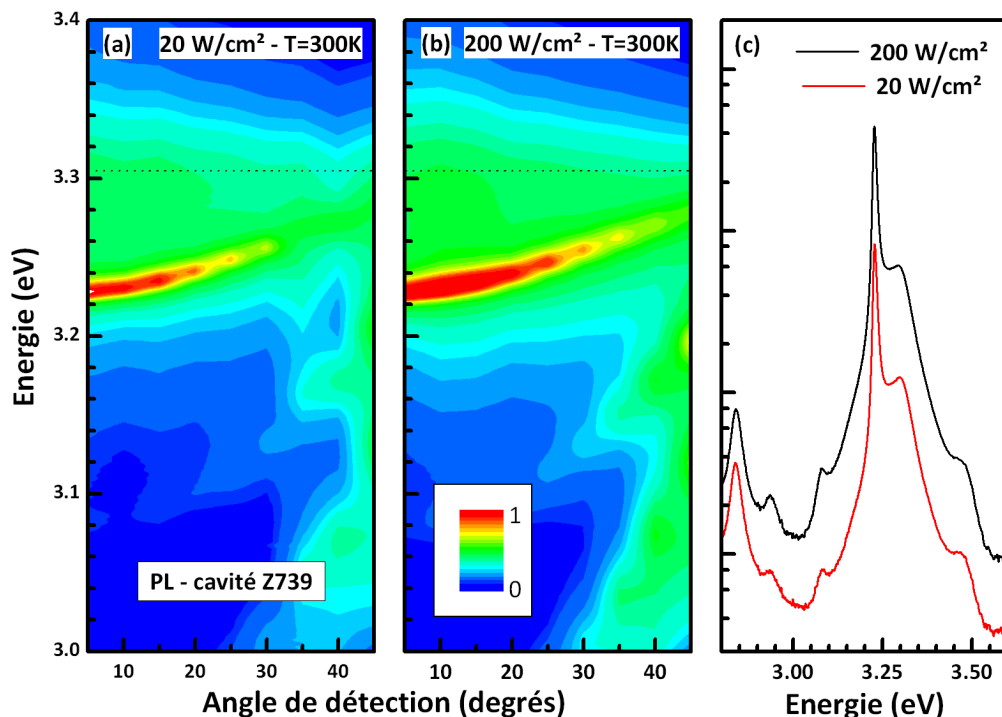 (a) 20 W/cm² - T=300K
(b) 200 W/cm² - T=300K
(c)
200 W/cm²
20 W/cm²
3.4
3.3
3.2
3.1
3.0
Energie (eV)
PL - cavité Z739
1
0
10 20 30 40
10 20 30 40
3.00 3.25 3.50
Angle de détection (degrés)
Energie (eV)